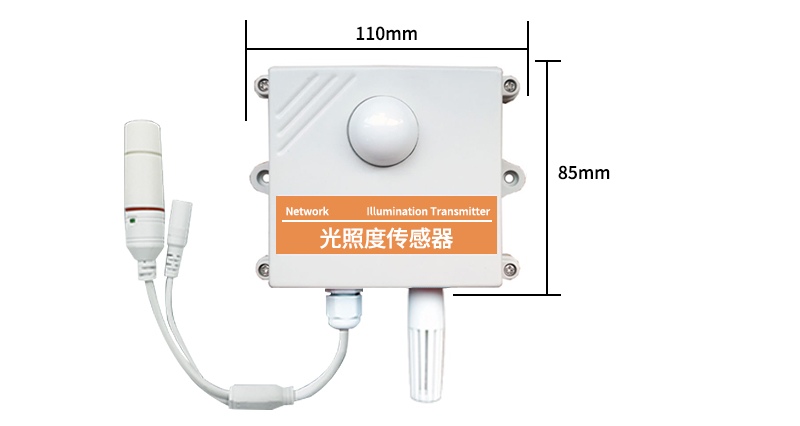 110mm
85mm
Network Illumination Transmitter
光照度传感器